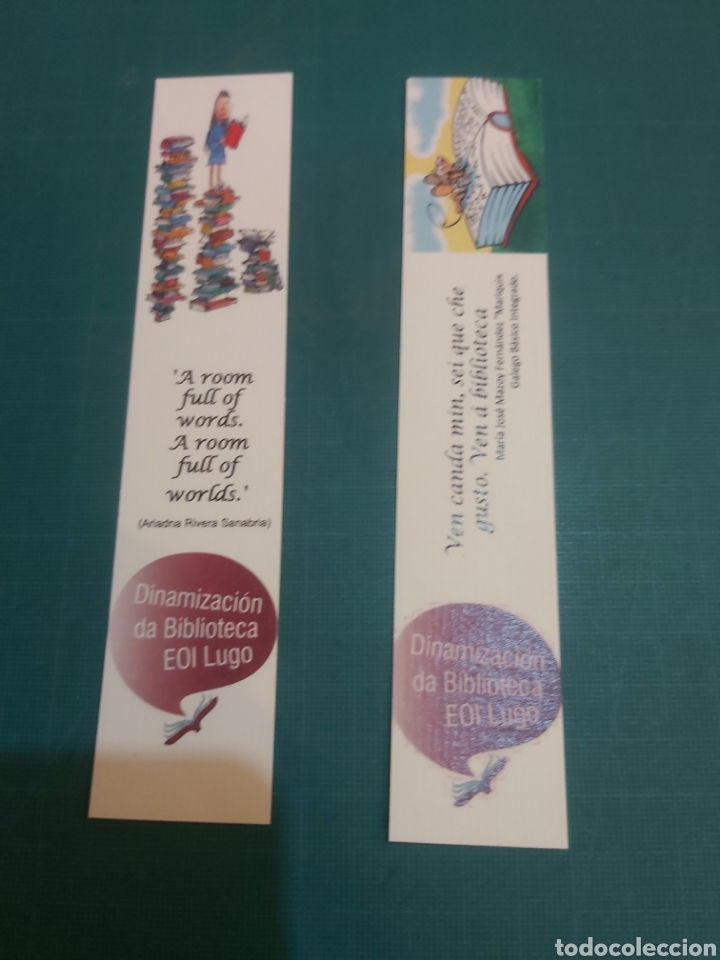 'A room
full of
words.
A room
full of
worlds.'
(Ariadna Rivera Sanabria)
Dinamización
da Biblioteca
EOI Lugo
Ven canda min, sei que che
gusto. Ven á biblioteca
María José Mazoy Fernández "Mariquis
Galego Básico Integrado.
Dinamización
da Biblioteca
EOI Lugo
todocoleccion